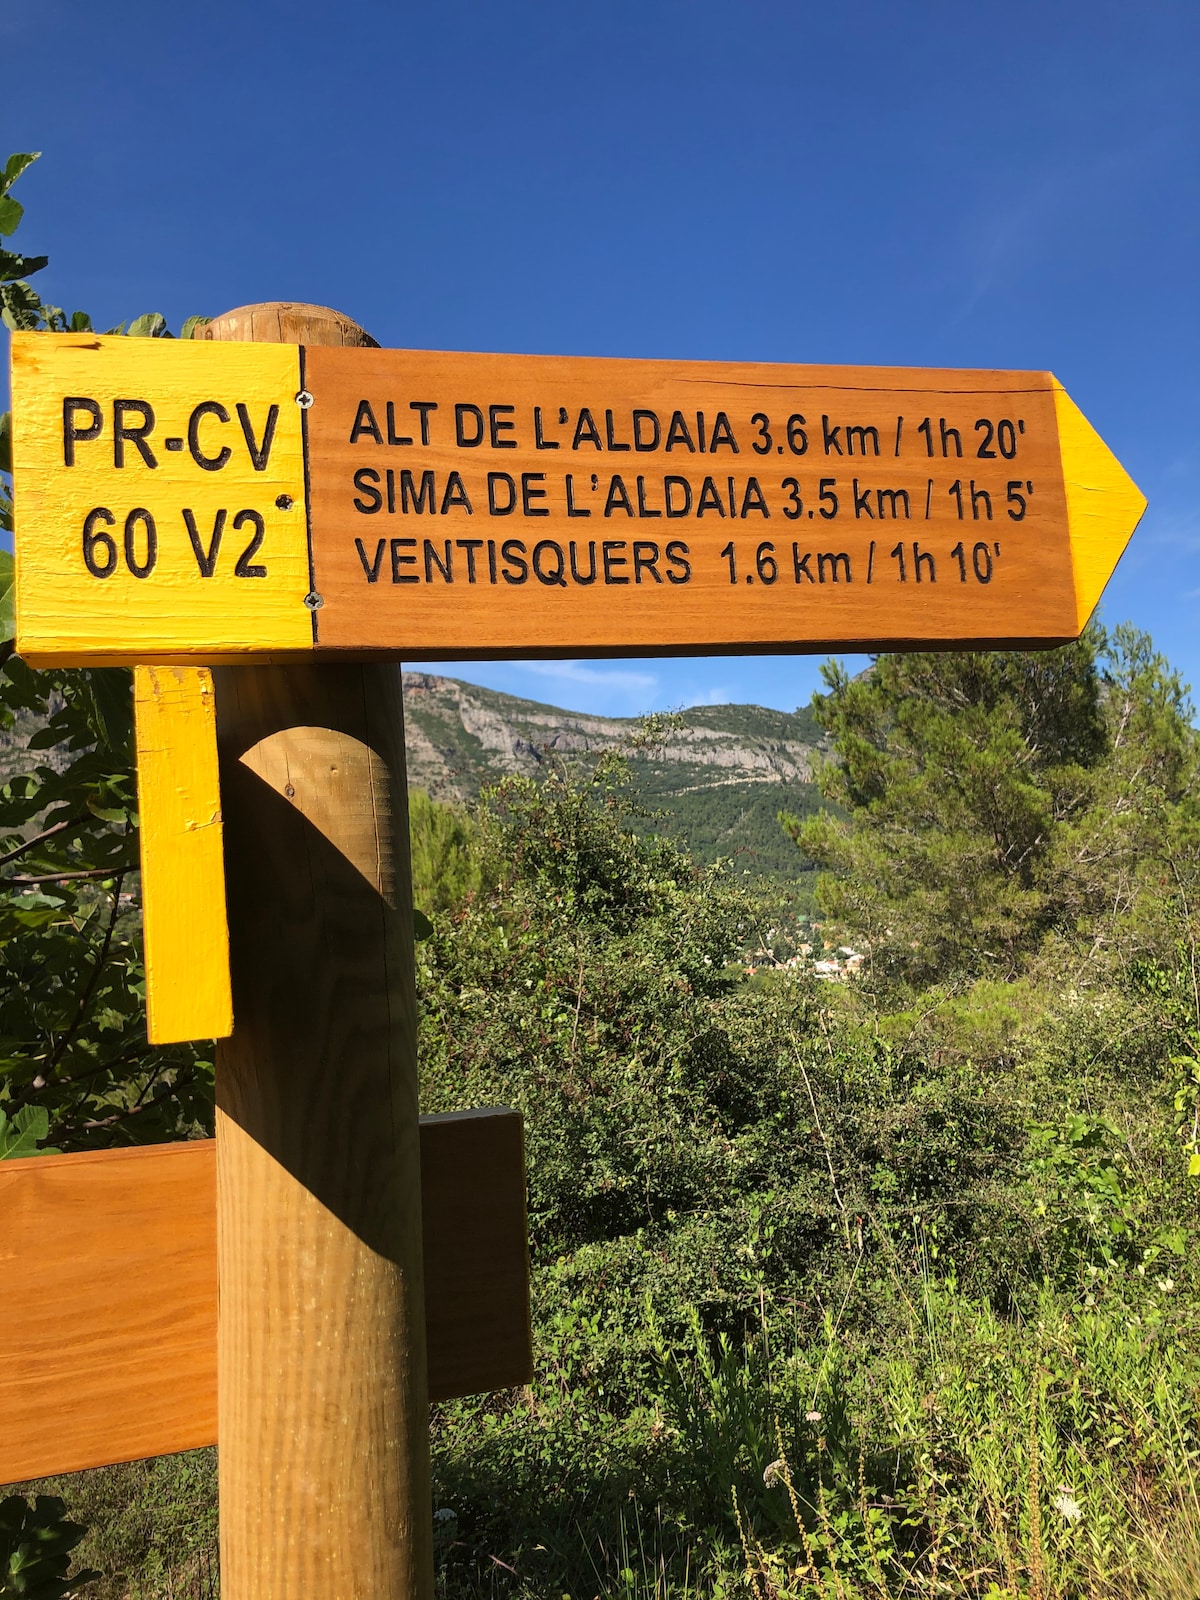 PR-CV
60 V2
ALT DE L'ALDAIA 3.6 km / 1h 20'
SIMA DE L'ALDAIA 3.5 km / 1h 5'
VENTISQUERS 1.6 km / 1h 10'